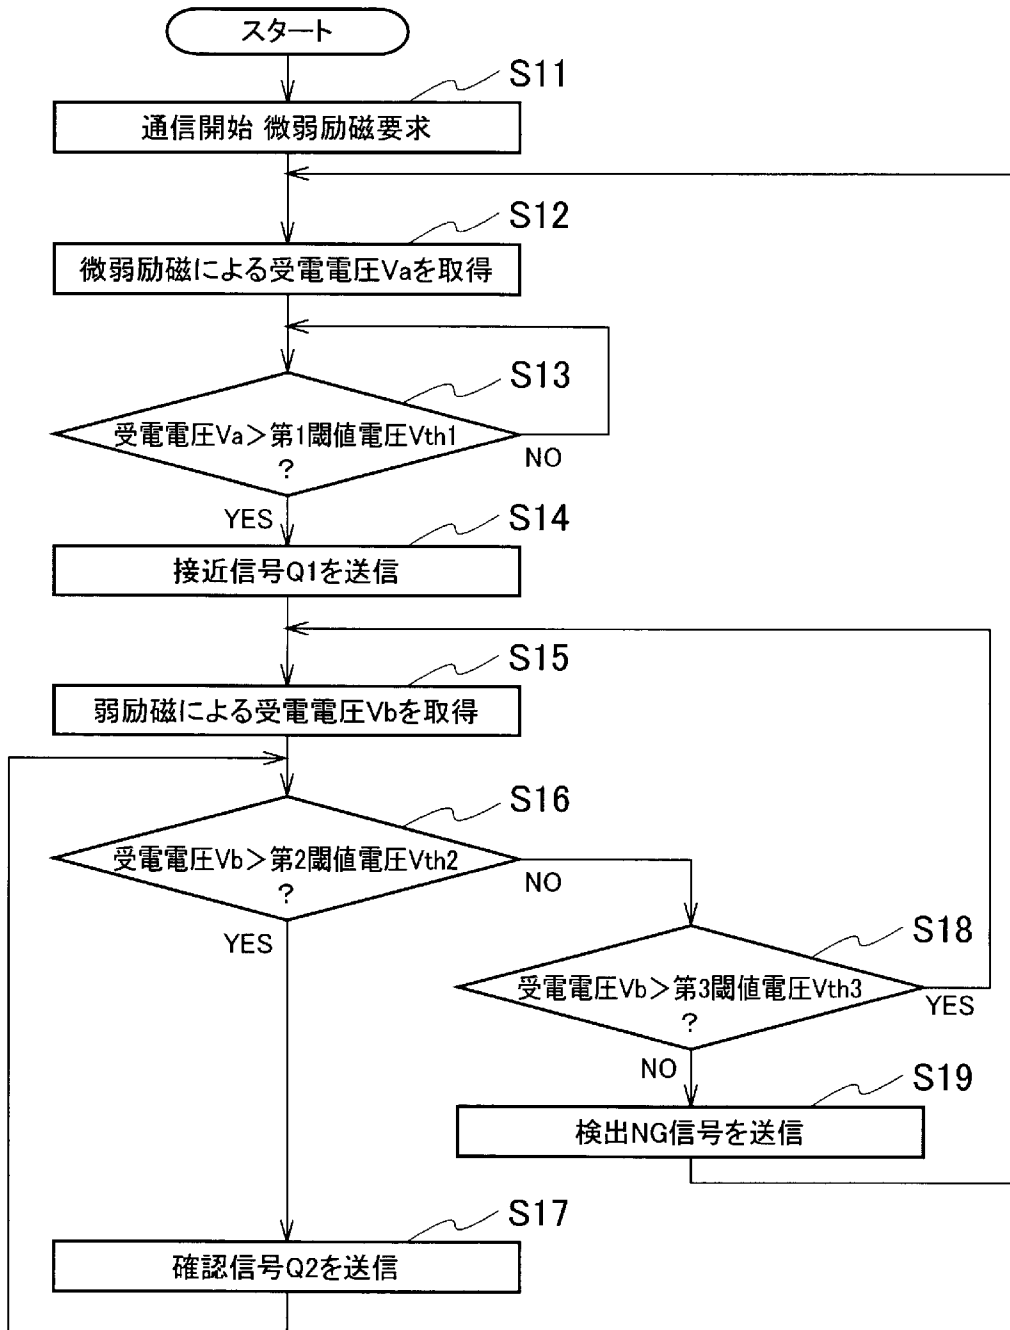 スタート
S11
通信開始 微弱励磁要求
S12
微弱励磁による受電電圧Vaを取得
S13
受電電圧Va＞第1閾値電圧Vth1
？
NO
YES
S14
接近信号Q1を送信
S15
弱励磁による受電電圧Vbを取得
S16
受電電圧Vb＞第2閾値電圧Vth2
？
NO
YES
S18
受電電圧Vb＞第3閾値電圧Vth3
？
YES
NO
S19
検出NG信号を送信
S17
確認信号Q2を送信